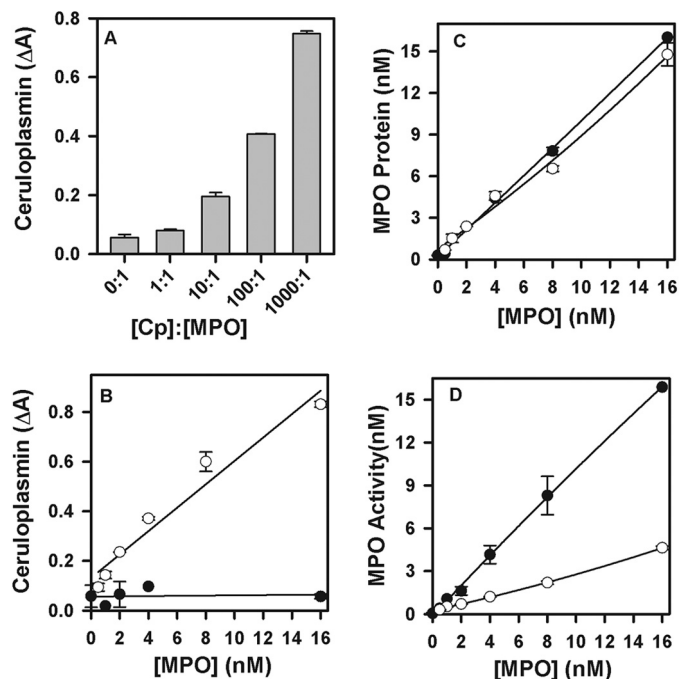 A
Ceruloplasmin (ΔA)
0.8
0.6
0.4
0.2
0.0
0:1
1:1
10:1
100:1
1000:1
[Cp]:[MPO]
C
MPO Protein (nM)
15
12
9
6
3
0
0 2 4 6 8 10 12 14 16
[MPO] (nM)
B
Ceruloplasmin (ΔA)
0.8
0.6
0.4
0.2
0.0
0 2 4 6 8 10 12 14 16
[MPO] (nM)
D
MPO Activity(nM)
15
12
9
6
3
0
0 2 4 6 8 10 12 14 16
[MPO] (nM)